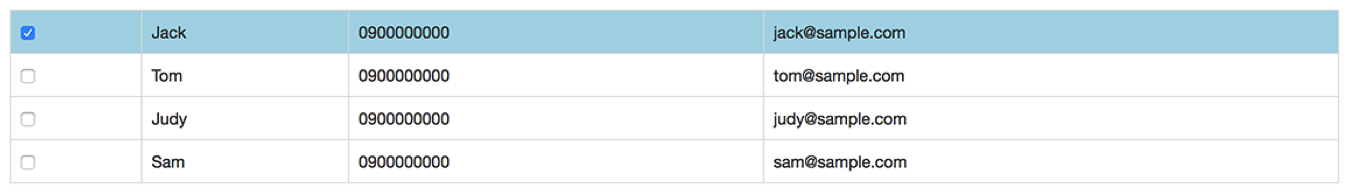 Jack 0900000000 jack@sample.com
Tom 0900000000 tom@sample.com
Judy 0900000000 judy@sample.com
Sam 0900000000 sam@sample.com